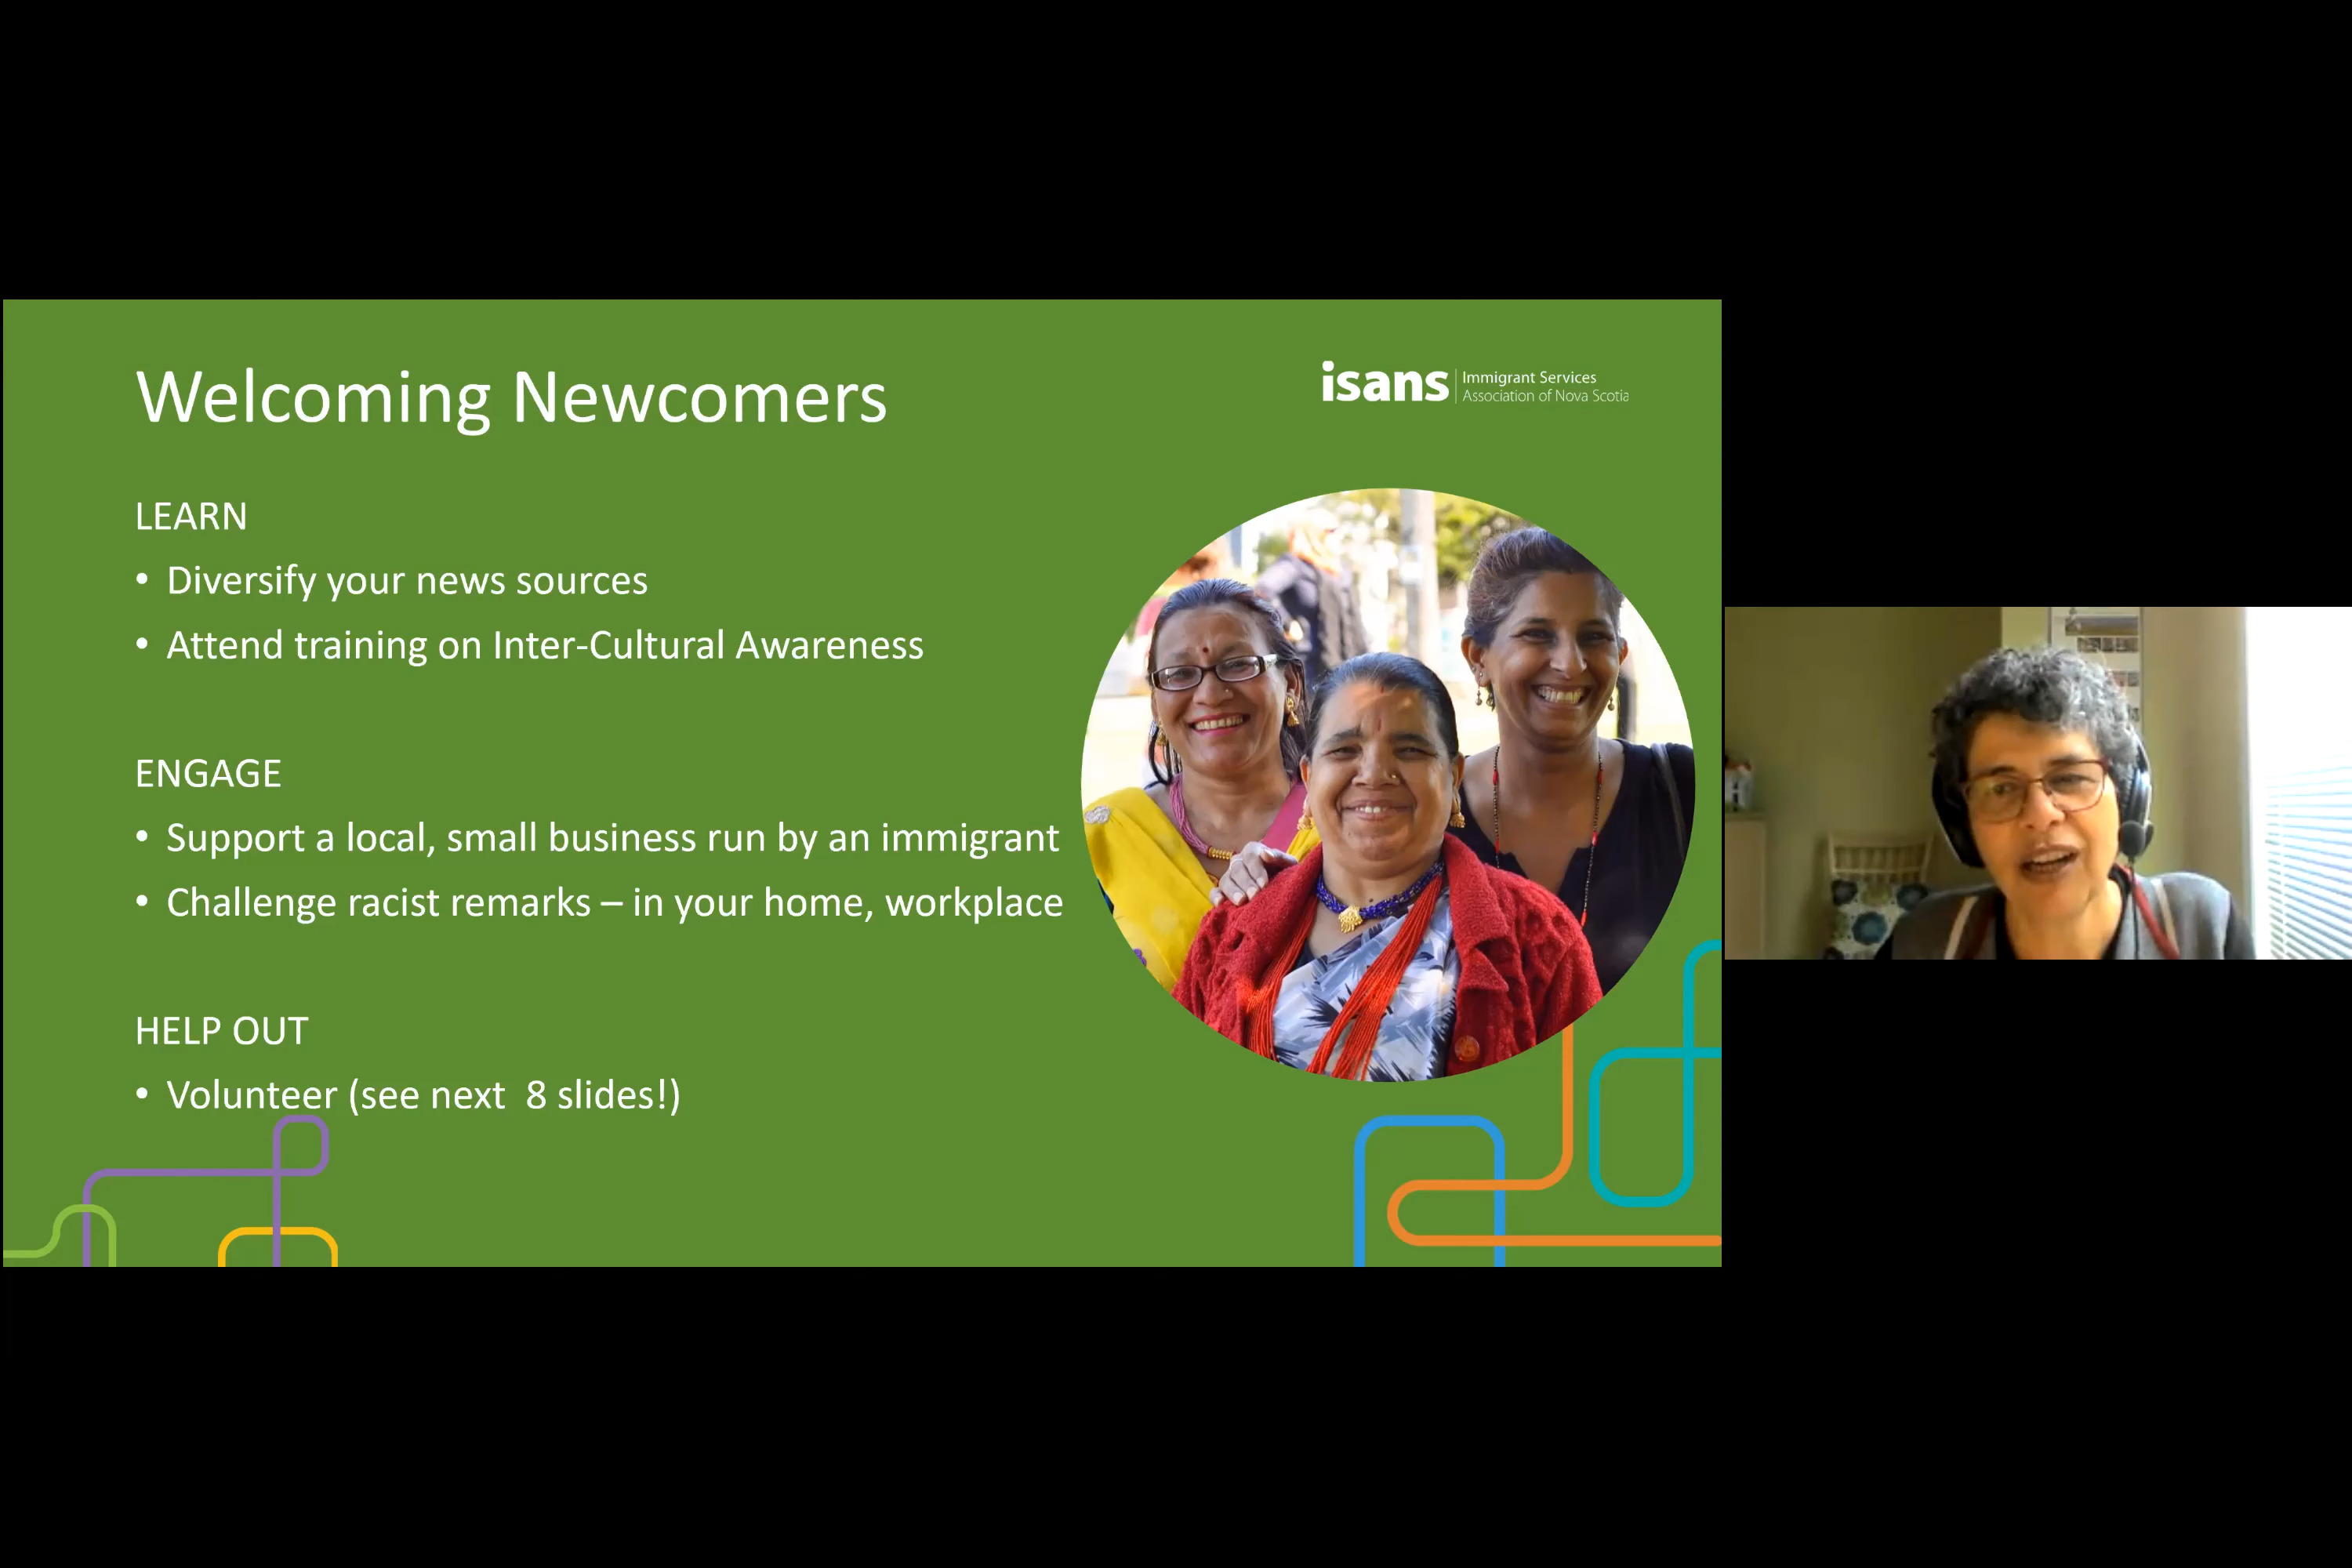 Welcoming Newcomers
isans
Immigrant Services
Association of Nova Scotia
LEARN
• Diversify your news sources
• Attend training on Inter-Cultural Awareness
ENGAGE
• Support a local, small business run by an immigrant
• Challenge racist remarks – in your home, workplace
HELP OUT
• Volunteer (see next  8 slides!)